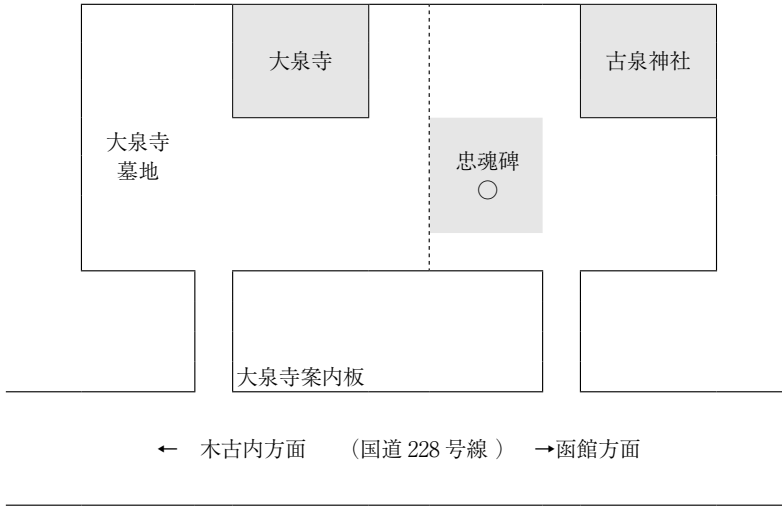 大泉寺
古泉神社
大泉寺
墓地
忠魂碑
大泉寺案内板
← 木古内方面 （国道 228 号線 ） →函館方面